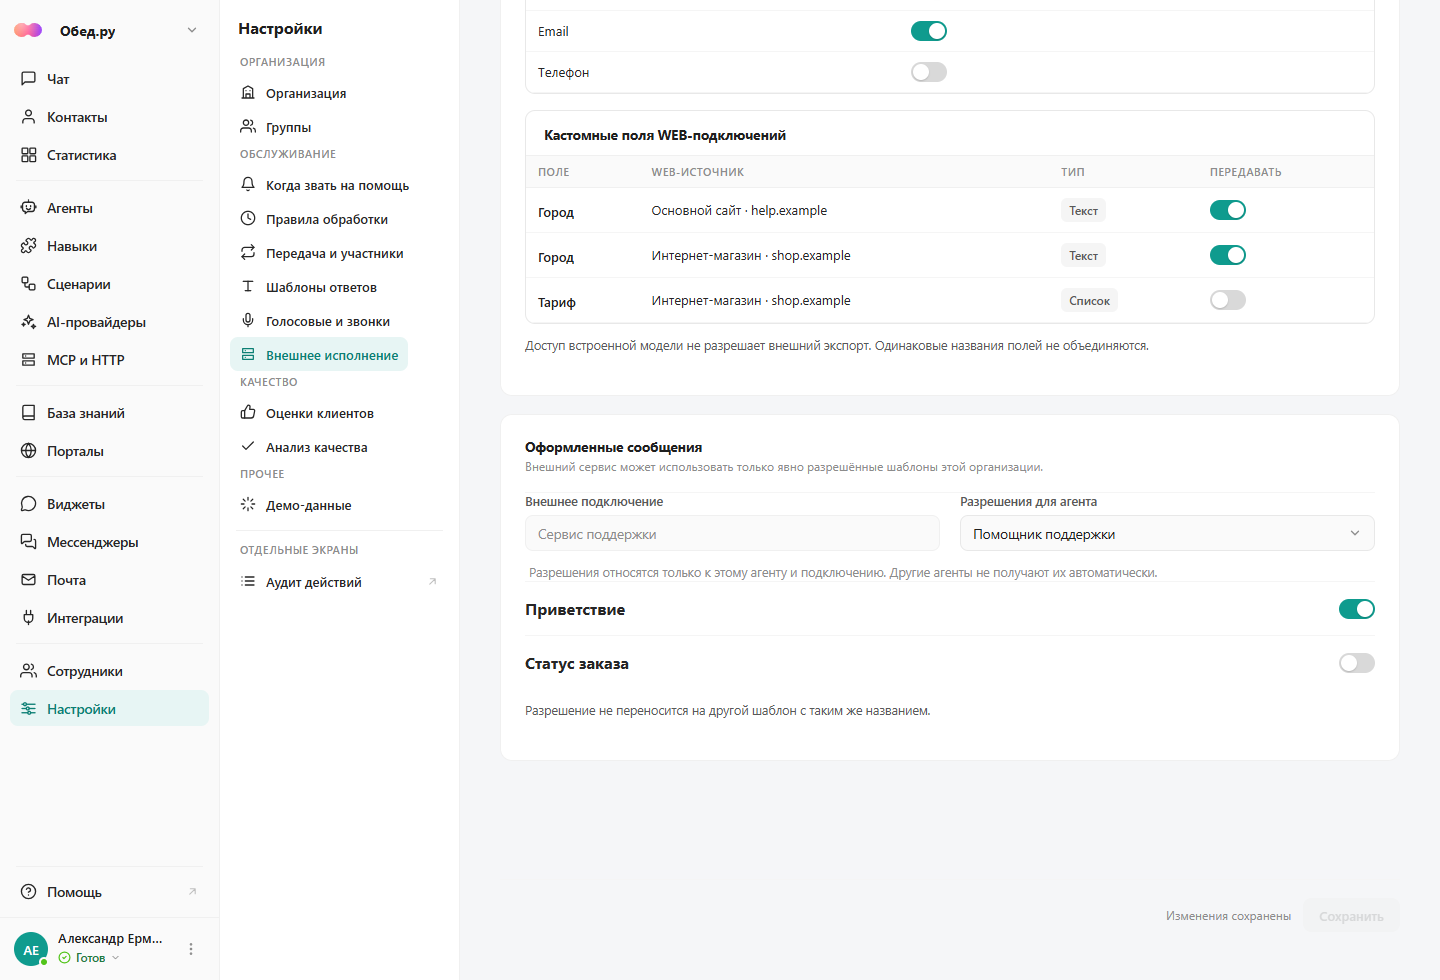 Обед.ру
Чат
Контакты
Статистика
Агенты
Навыки
Сценарии
AI-провайдеры
MCP и HTTP
База знаний
Порталы
Виджеты
Мессенджеры
Почта
Интеграции
Сотрудники
Настройки
Помощь
АЕ
Александр Ерм...
Готов
Настройки
ОРГАНИЗАЦИЯ
Организация
Группы
ОБСЛУЖИВАНИЕ
Когда звать на помощь
Правила обработки
Передача и участники
Шаблоны ответов
Голосовые и звонки
Внешнее исполнение
КАЧЕСТВО
Оценки клиентов
Анализ качества
ПРОЧЕЕ
Демо-данные
ОТДЕЛЬНЫЕ ЭКРАНЫ
Аудит действий
Email
Телефон
Кастомные поля WEB-подключений
ПОЛЕ WEB-ИСТОЧНИК ТИП ПЕРЕДАВАТЬ
Город Основной сайт · help.example Текст
Город Интернет-магазин · shop.example Текст
Тариф Интернет-магазин · shop.example Список
Доступ встроенной модели не разрешает внешний экспорт. Одинаковые названия полей не объединяются.
Оформленные сообщения
Внешний сервис может использовать только явно разрешённые шаблоны этой организации.
Внешнее подключение Разрешения для агента
Сервис поддержки Помощник поддержки
Разрешения относятся только к этому агенту и подключению. Другие агенты не получают их автоматически.
Приветствие
Статус заказа
Разрешение не переносится на другой шаблон с таким же названием.
Изменения сохранены Сохранить